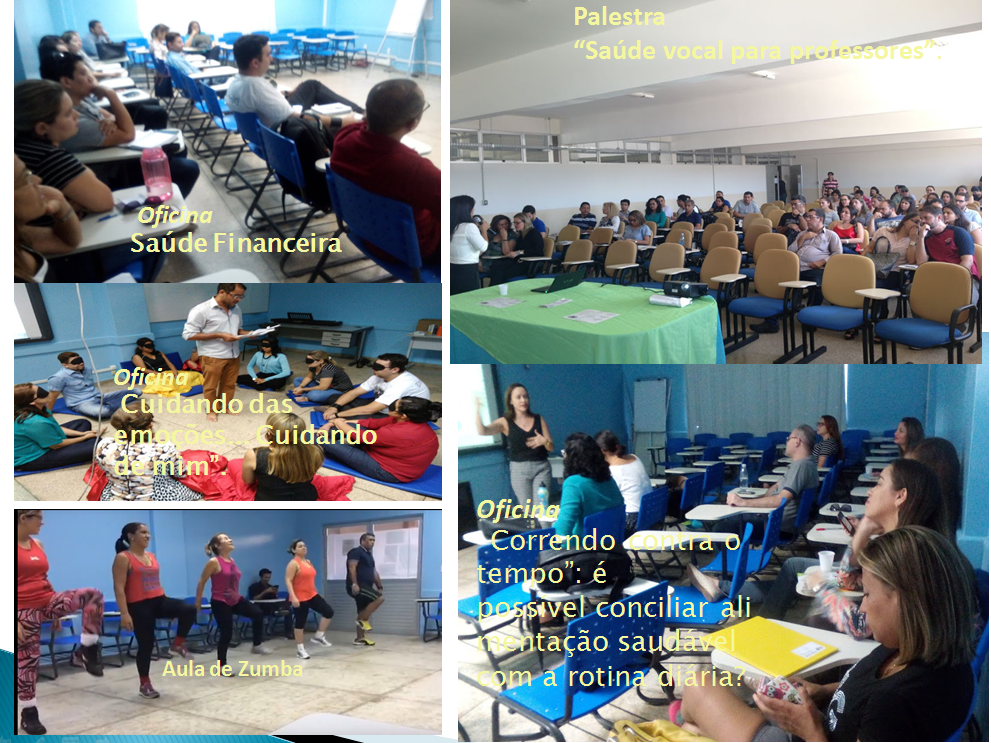 Palestra
“Saúde vocal para professores”.
Oficina
Saúde Financeira
Oficina
Cuidando das
emoções... Cuidando
de mim”.
Oficina
Correndo contra o
tempo”: é
possivel conciliar ali
mentação saudável
com a rotina diária?
Aula de Zumba